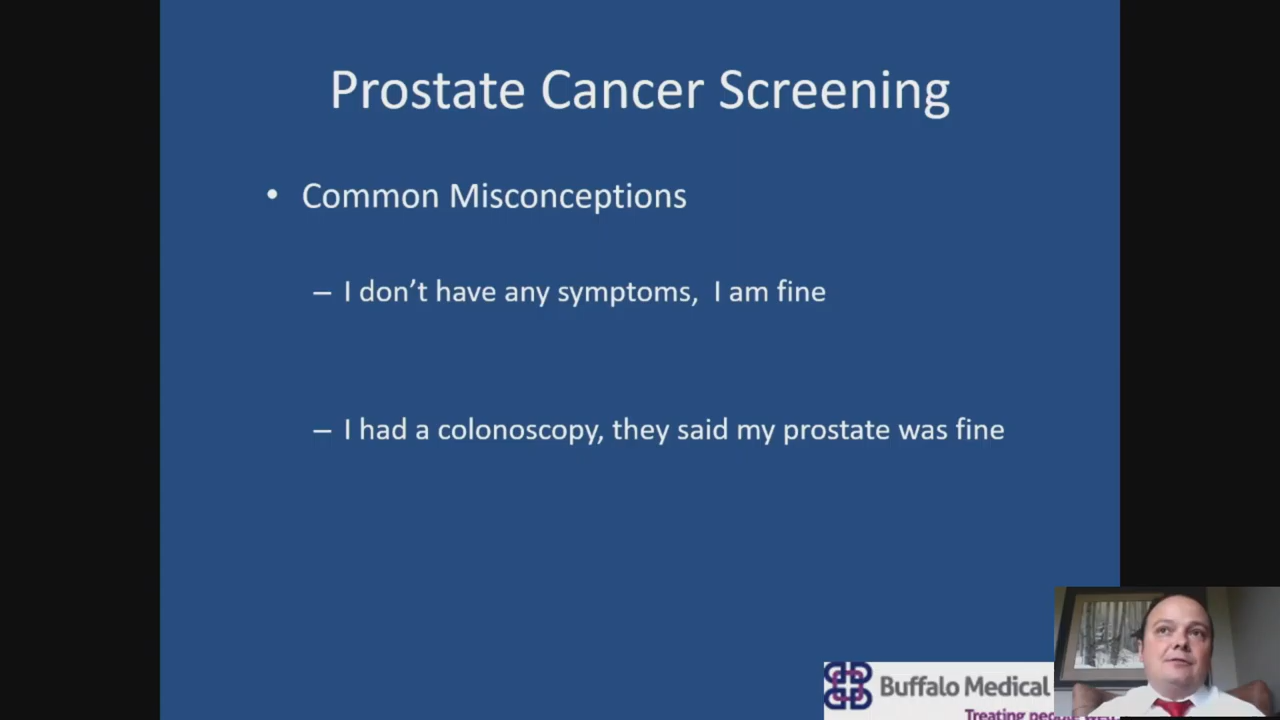 Prostate Cancer Screening
• Common Misconceptions
– I don’t have any symptoms,  I am fine
– I had a colonoscopy, they said my prostate was fine
Buffalo Medical
Treating